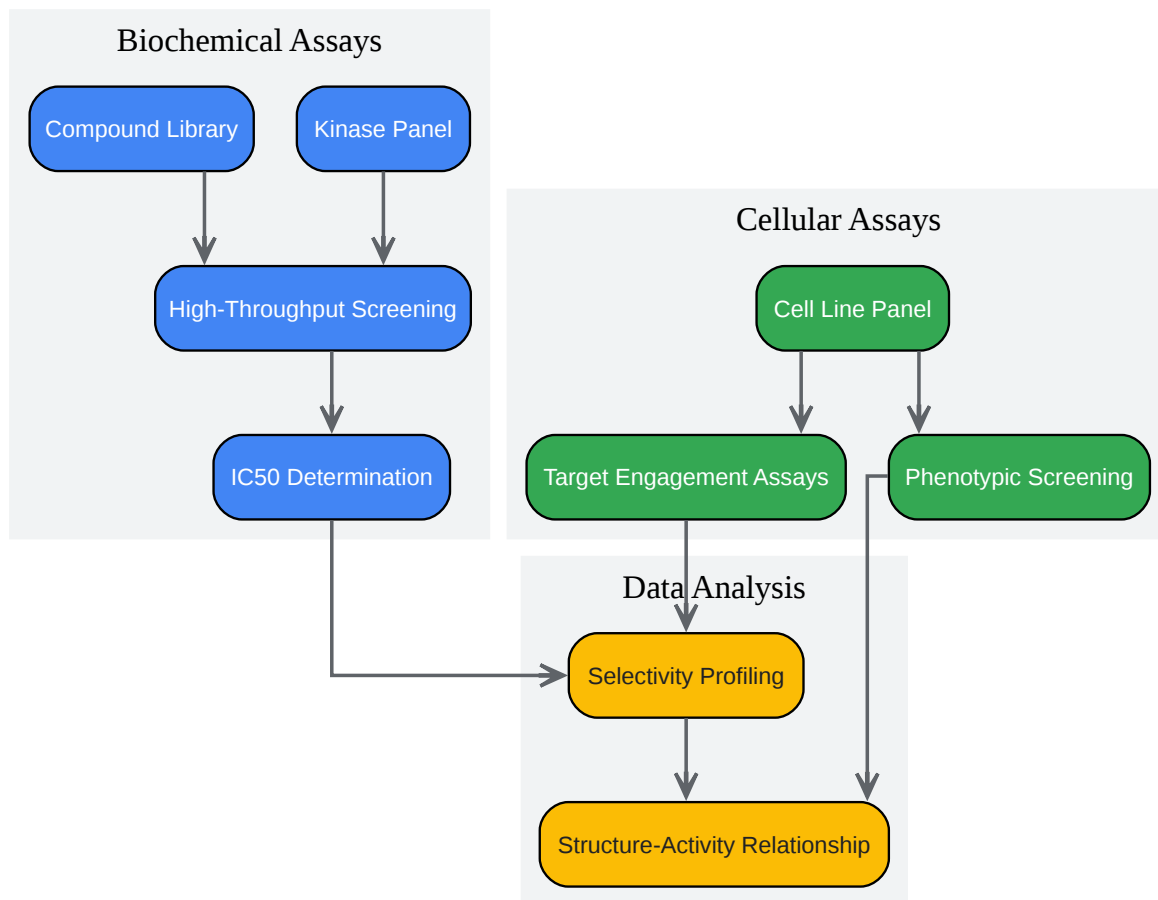 Biochemical Assays
Compound Library
Kinase Panel
High-Throughput Screening
IC50 Determination
Cellular Assays
Cell Line Panel
Target Engagement Assays
Phenotypic Screening
Data Analysis
Selectivity Profiling
Structure-Activity Relationship